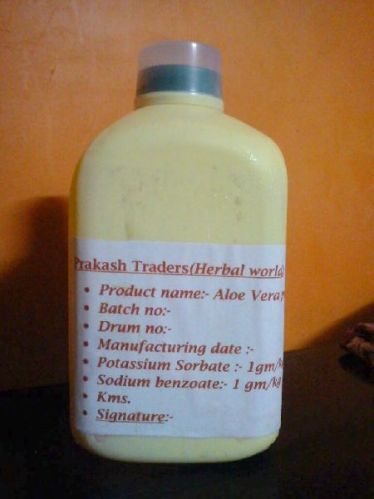 Prakash Traders(Herbal world)
• Product name:- Aloe Vera
• Batch no:-
• Drum no:-
• Manufacturing date :-
• Potassium Sorbate :- 1gm/kg
• Sodium benzoate:- 1 gm/kg
• Kms.
• Signature:-